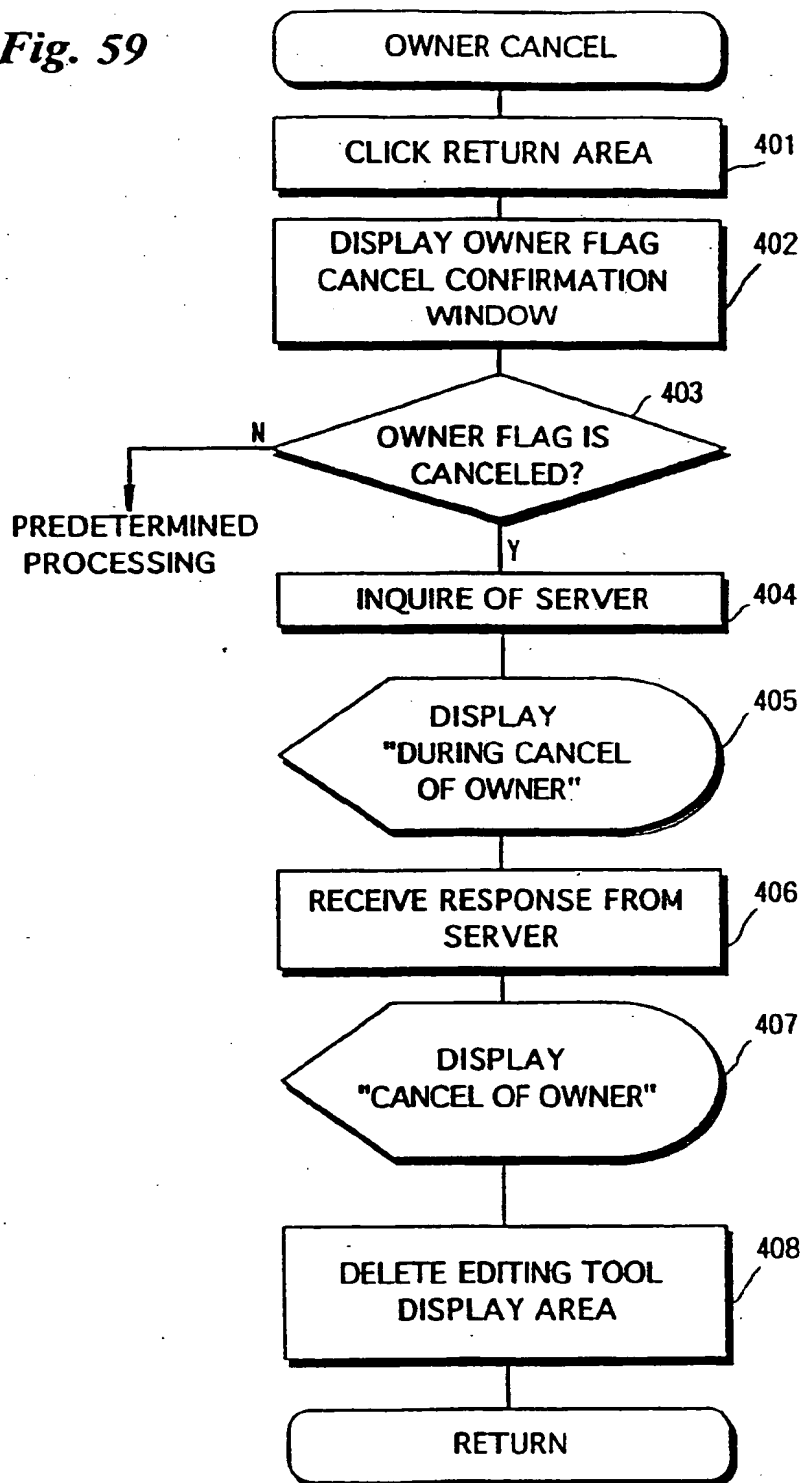 Fig. 59
OWNER CANCEL
CLICK RETURN AREA
401
DISPLAY OWNER FLAG
CANCEL CONFIRMATION
WINDOW
402
403
OWNER FLAG IS
CANCELED?
N
PREDETERMINED
PROCESSING
Y
INQUIRE OF SERVER
404
DISPLAY
"DURING CANCEL
OF OWNER"
405
RECEIVE RESPONSE FROM
SERVER
406
DISPLAY
"CANCEL OF OWNER"
407
DELETE EDITING TOOL
DISPLAY AREA
408
RETURN